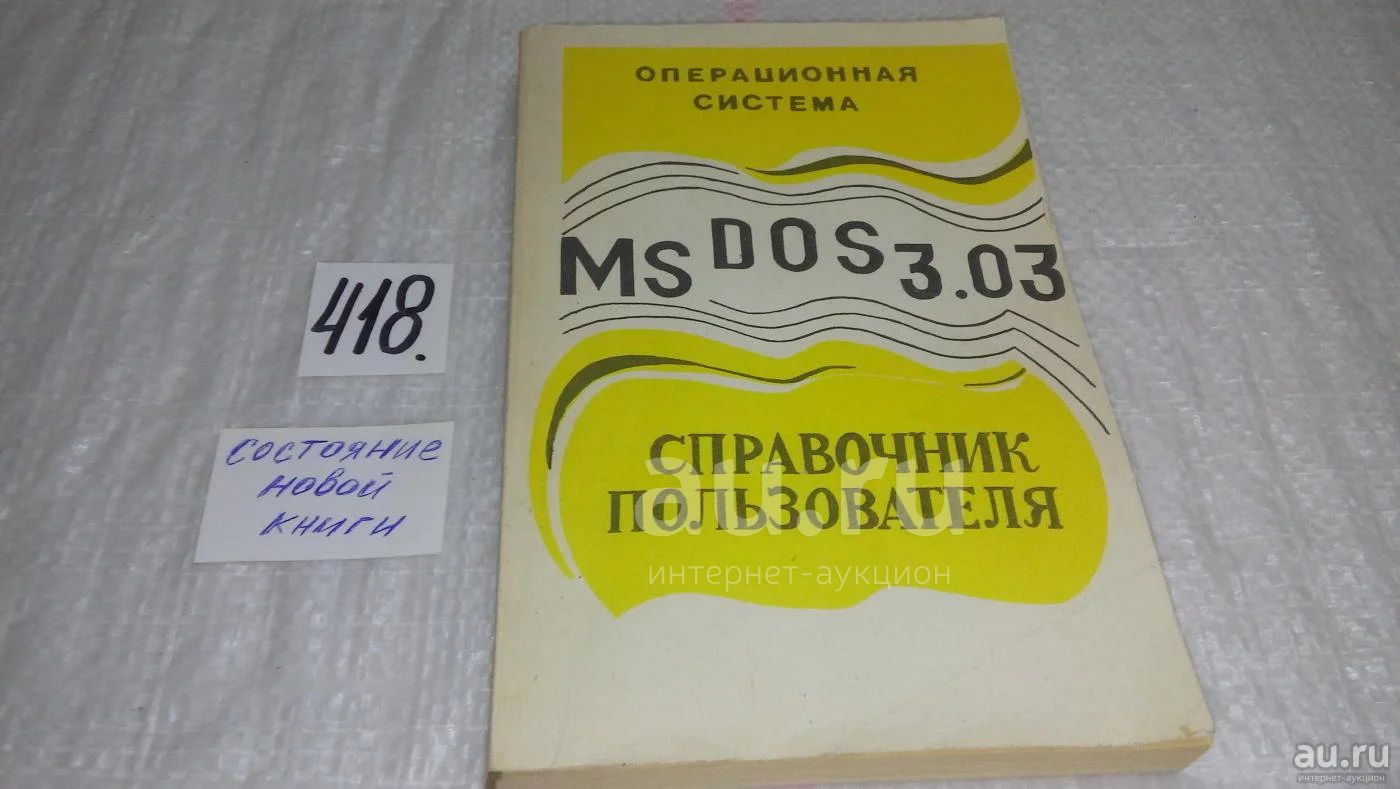 ОПЕРАЦИОННАЯ
СИСТЕМА
MS DOS 3.03
СПРАВОЧНИК
ПОЛЬЗОВАТЕЛЯ
418.
состояние
новой
книги
au.ru
интернет-аукцион
au.ru
интернет-аукцион